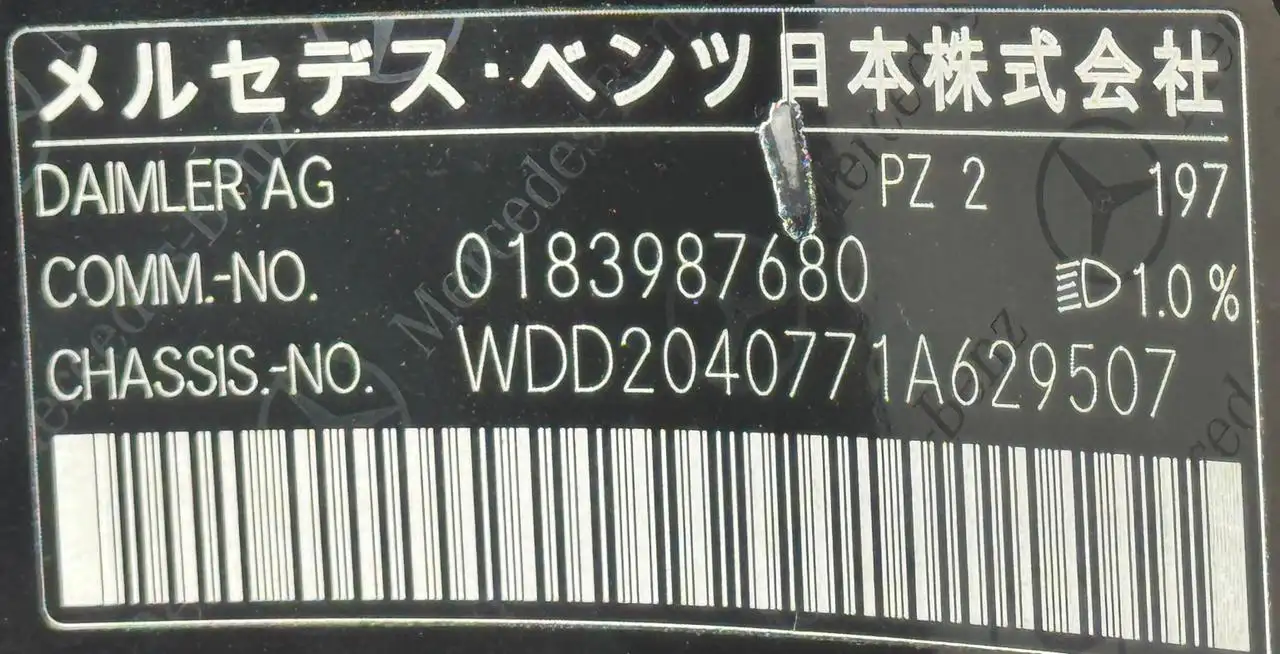 メルセデス・ベンツ日本株式会社
DAIMLER AG PZ 2 197
COMM.-NO. 0183987680 1.0 %
CHASSIS.-NO. WDD2040771A629507